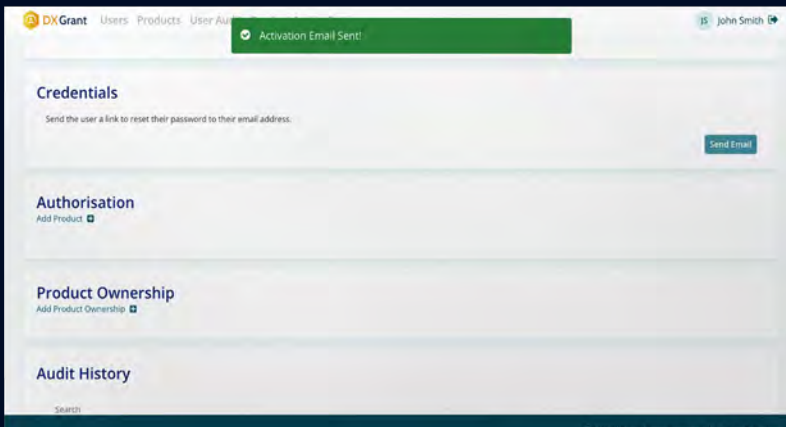 DXGrant Users Products User Au
JS John Smith
Activation Email Sent!
Credentials
Send the user a link to reset their password to their email address.
Send Email
Authorisation
Add Product
Product Ownership
Add Product Ownership
Audit History
Search